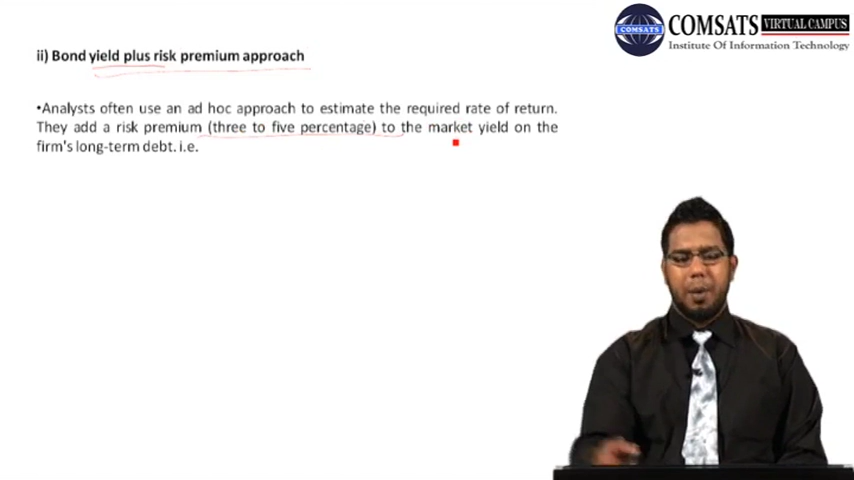 COMSATS VIRTUAL CAMPUS
COMSATS
Institute Of Information Technology
ii) Bond yield plus risk premium approach
•Analysts often use an ad hoc approach to estimate the required rate of return.
They add a risk premium (three to five percentage) to the market yield on the
firm's long-term debt. i.e.